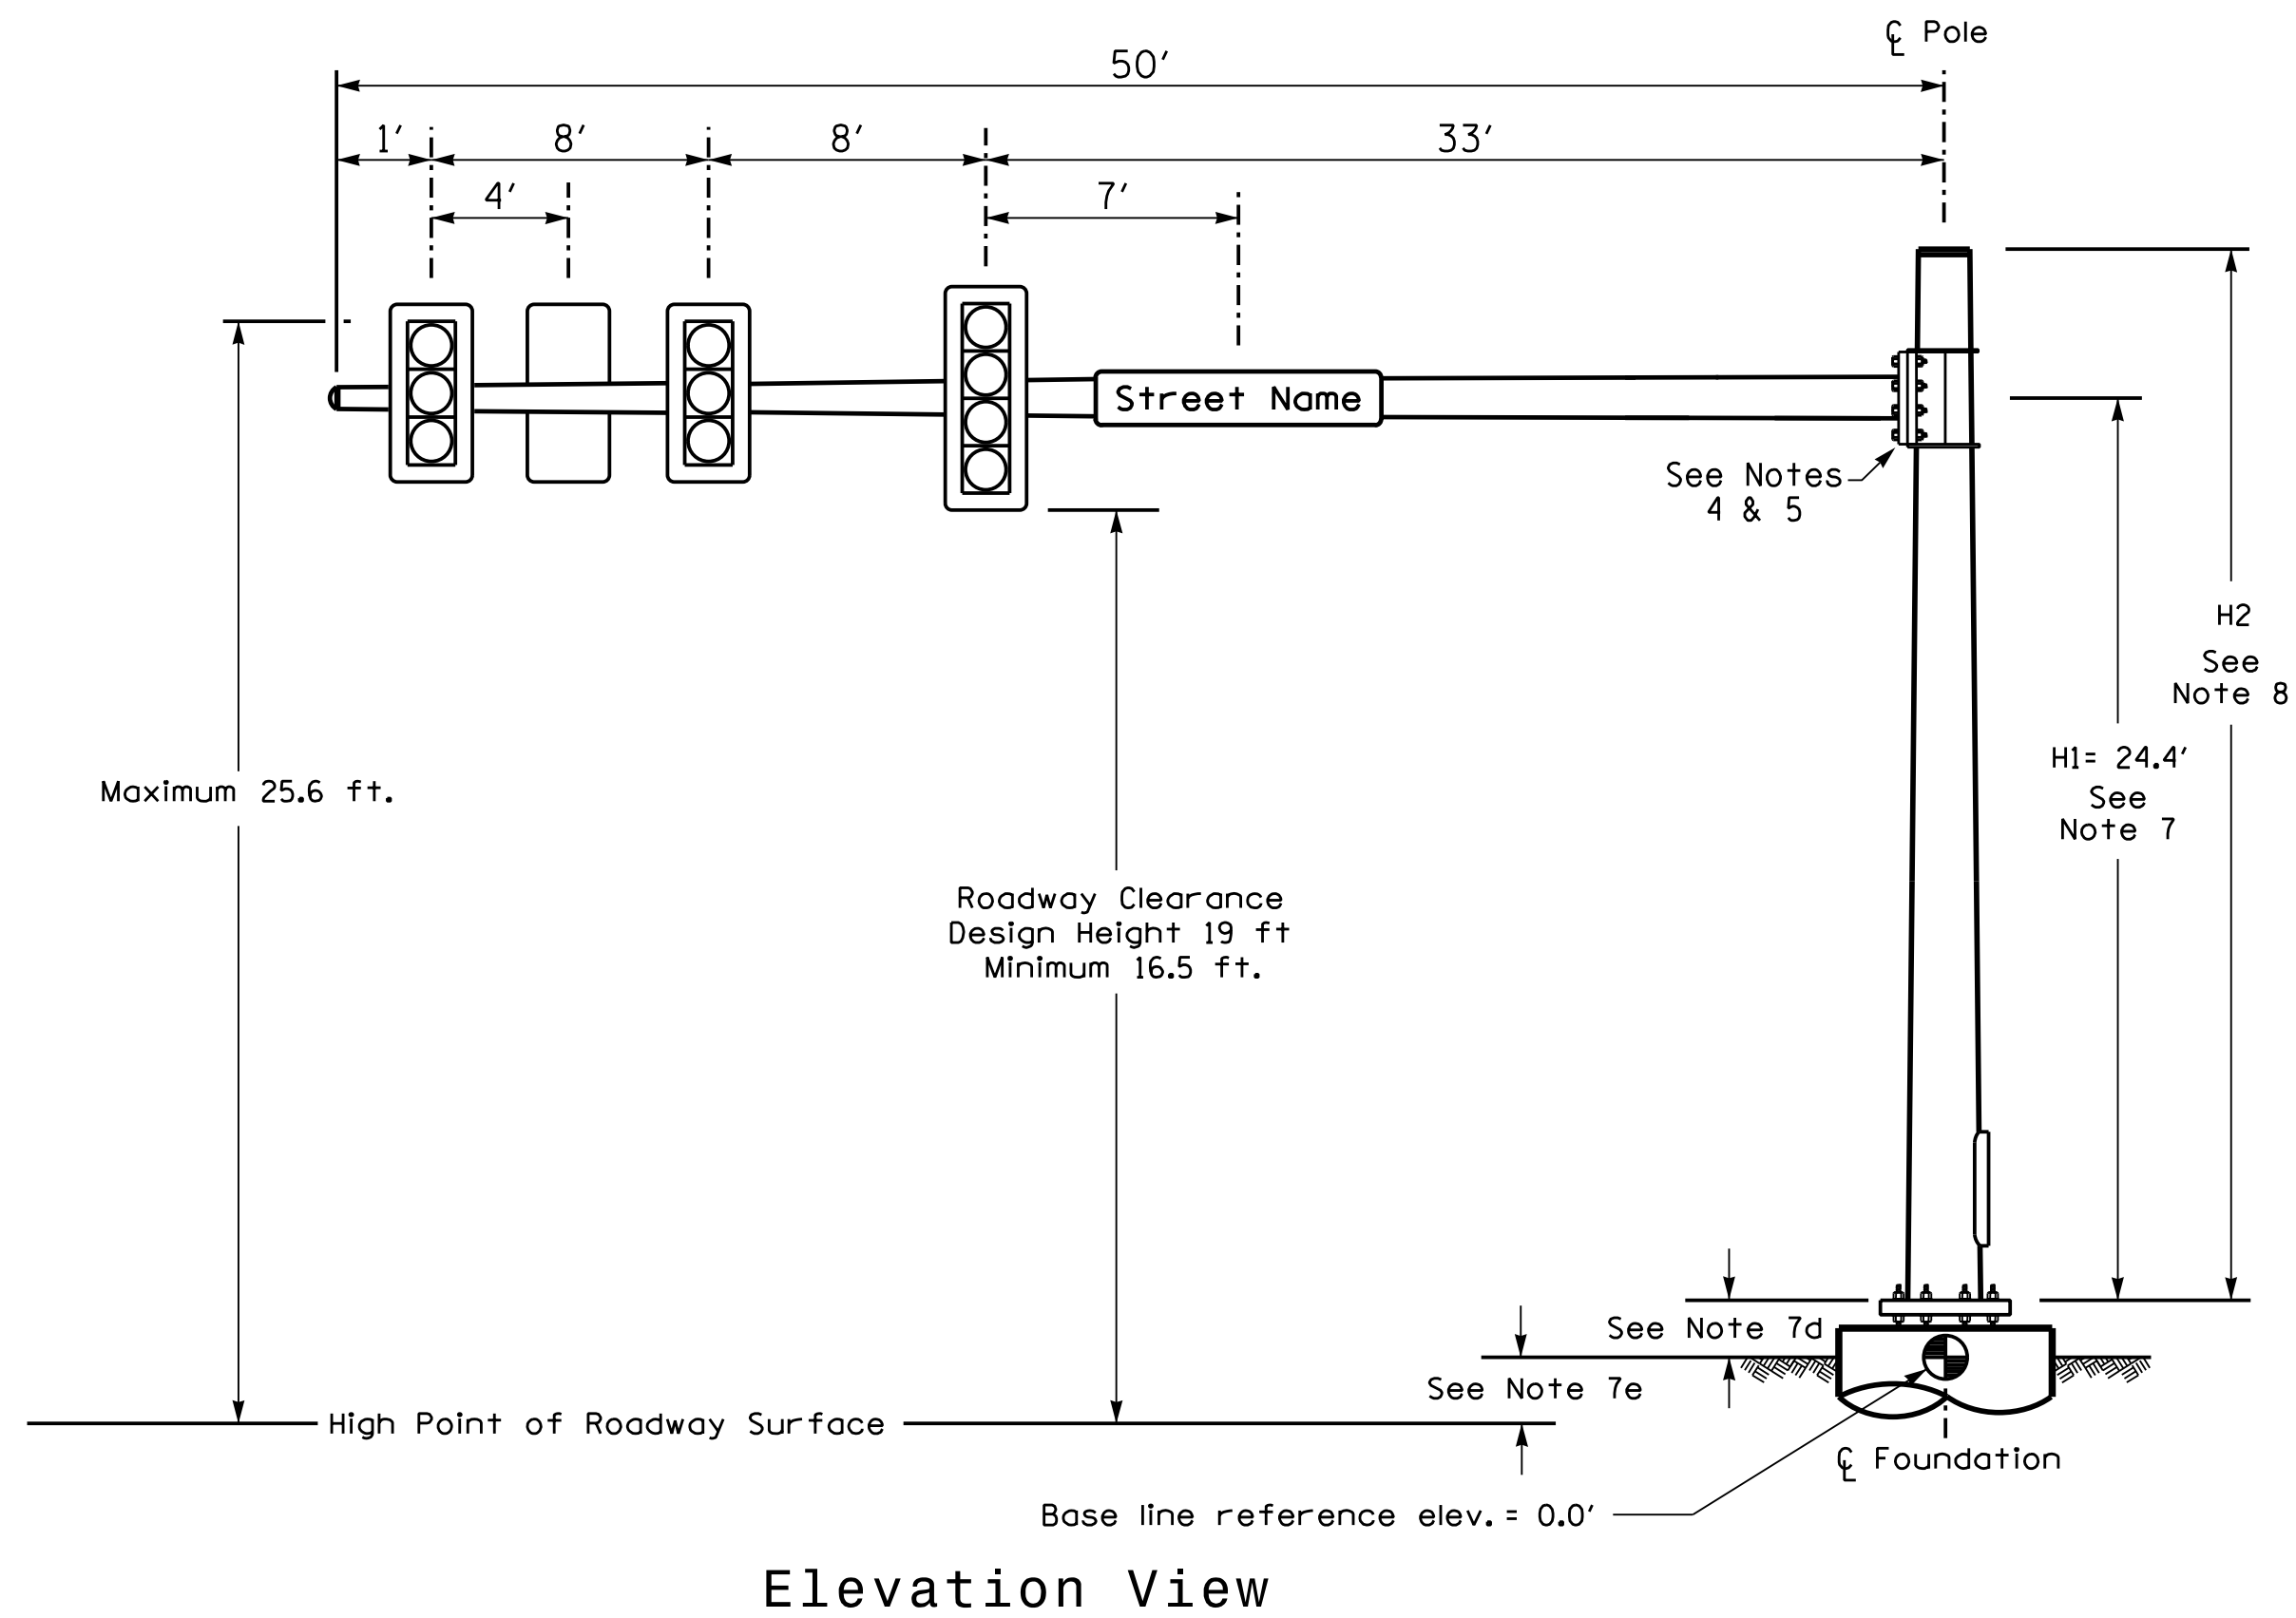 ℄ Pole
50'
1'
8'
8'
33'
4'
7'
Street Name
See Notes
4 & 5
H2
See
Note 8
H1= 24.4'
See
Note 7
Maximum 25.6 ft.
Roadway Clearance
Design Height 19 ft
Minimum 16.5 ft.
See Note 7d
See Note 7e
High Point of Roadway Surface
℄ Foundation
Base line reference elev. = 0.0'
Elevation View